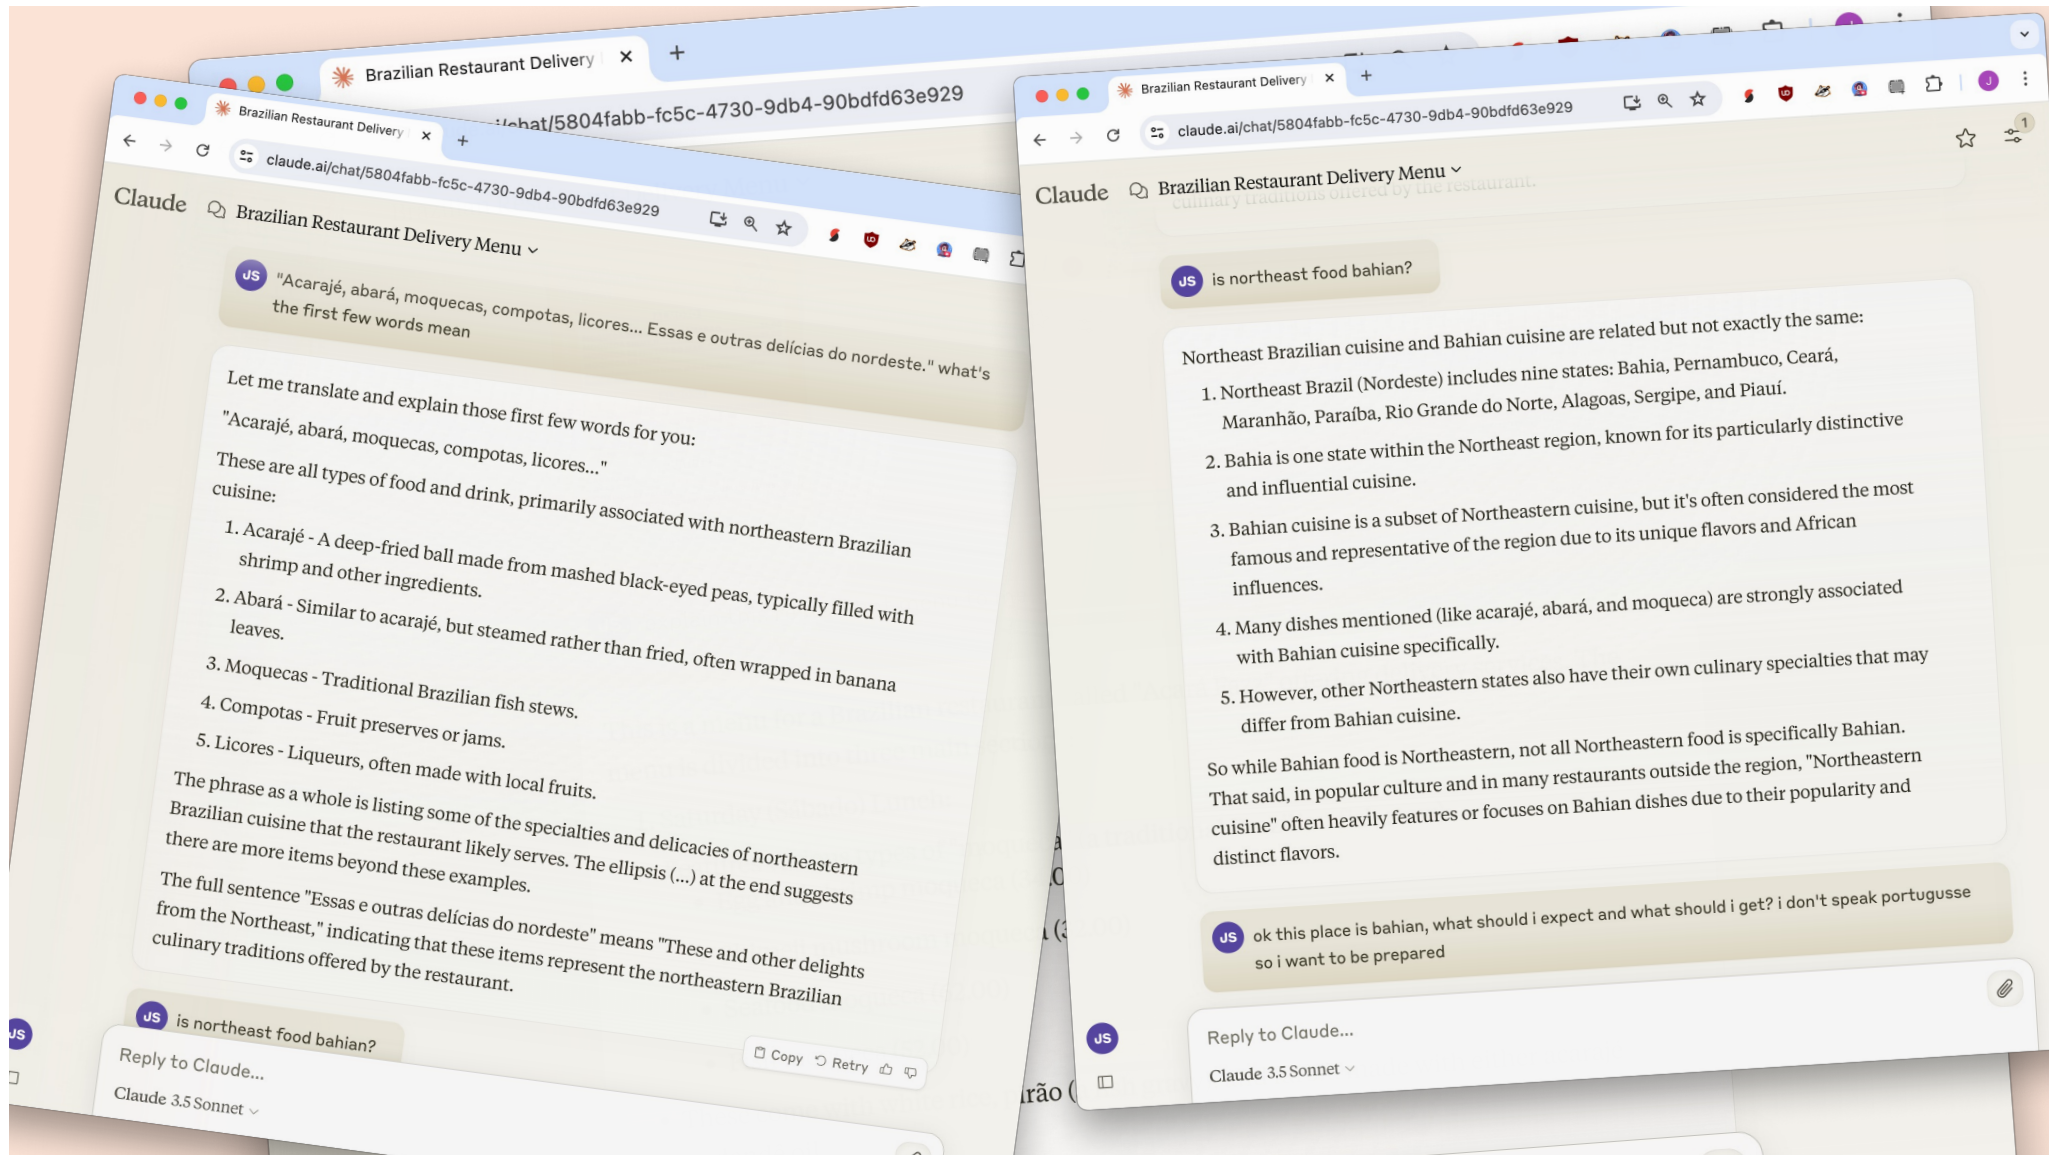 Brazilian Restaurant Delivery
/chat/5804fabb-fc5c-4730-9db4-90bdfd63e929
Brazilian Restaurant Delivery
claude.ai/chat/5804fabb-fc5c-4730-9db4-90bdfd63e929
Claude
Brazilian Restaurant Delivery Menu
JS
"Acarajé, abará, moquecas, compotas, licores... Essas e outras delícias do nordeste." what's
the first few words mean
Let me translate and explain those first few words for you:
"Acarajé, abará, moquecas, compotas, licores..."
These are all types of food and drink, primarily associated with northeastern Brazilian
cuisine:
1. Acarajé - A deep-fried ball made from mashed black-eyed peas, typically filled with
shrimp and other ingredients.
2. Abará - Similar to acarajé, but steamed rather than fried, often wrapped in banana
leaves.
3. Moquecas - Traditional Brazilian fish stews.
4. Compotas - Fruit preserves or jams.
5. Licores - Liqueurs, often made with local fruits.
The phrase as a whole is listing some of the specialties and delicacies of northeastern
Brazilian cuisine that the restaurant likely serves. The ellipsis (...) at the end suggests
there are more items beyond these examples.
The full sentence "Essas e outras delícias do nordeste" means "These and other delights
from the Northeast," indicating that these items represent the northeastern Brazilian
culinary traditions offered by the restaurant.
Copy Retry
JS
is northeast food bahian?
JS
Reply to Claude...
Claude 3.5 Sonnet
Brazilian Restaurant Delivery
claude.ai/chat/5804fabb-fc5c-4730-9db4-90bdfd63e929
J
1
Claude
Brazilian Restaurant Delivery Menu
culinary traditions offered by the restaurant.
JS
is northeast food bahian?
Northeast Brazilian cuisine and Bahian cuisine are related but not exactly the same:
1. Northeast Brazil (Nordeste) includes nine states: Bahia, Pernambuco, Ceará,
Maranhão, Paraíba, Rio Grande do Norte, Alagoas, Sergipe, and Piauí.
2. Bahia is one state within the Northeast region, known for its particularly distinctive
and influential cuisine.
3. Bahian cuisine is a subset of Northeastern cuisine, but it's often considered the most
famous and representative of the region due to its unique flavors and African
influences.
4. Many dishes mentioned (like acarajé, abará, and moqueca) are strongly associated
with Bahian cuisine specifically.
5. However, other Northeastern states also have their own culinary specialties that may
differ from Bahian cuisine.
So while Bahian food is Northeastern, not all Northeastern food is specifically Bahian.
That said, in popular culture and in many restaurants outside the region, "Northeastern
cuisine" often heavily features or focuses on Bahian dishes due to their popularity and
distinct flavors.
JS
ok this place is bahian, what should i expect and what should i get? i don't speak portugusse
so i want to be prepared
JS
Reply to Claude...
Claude 3.5 Sonnet